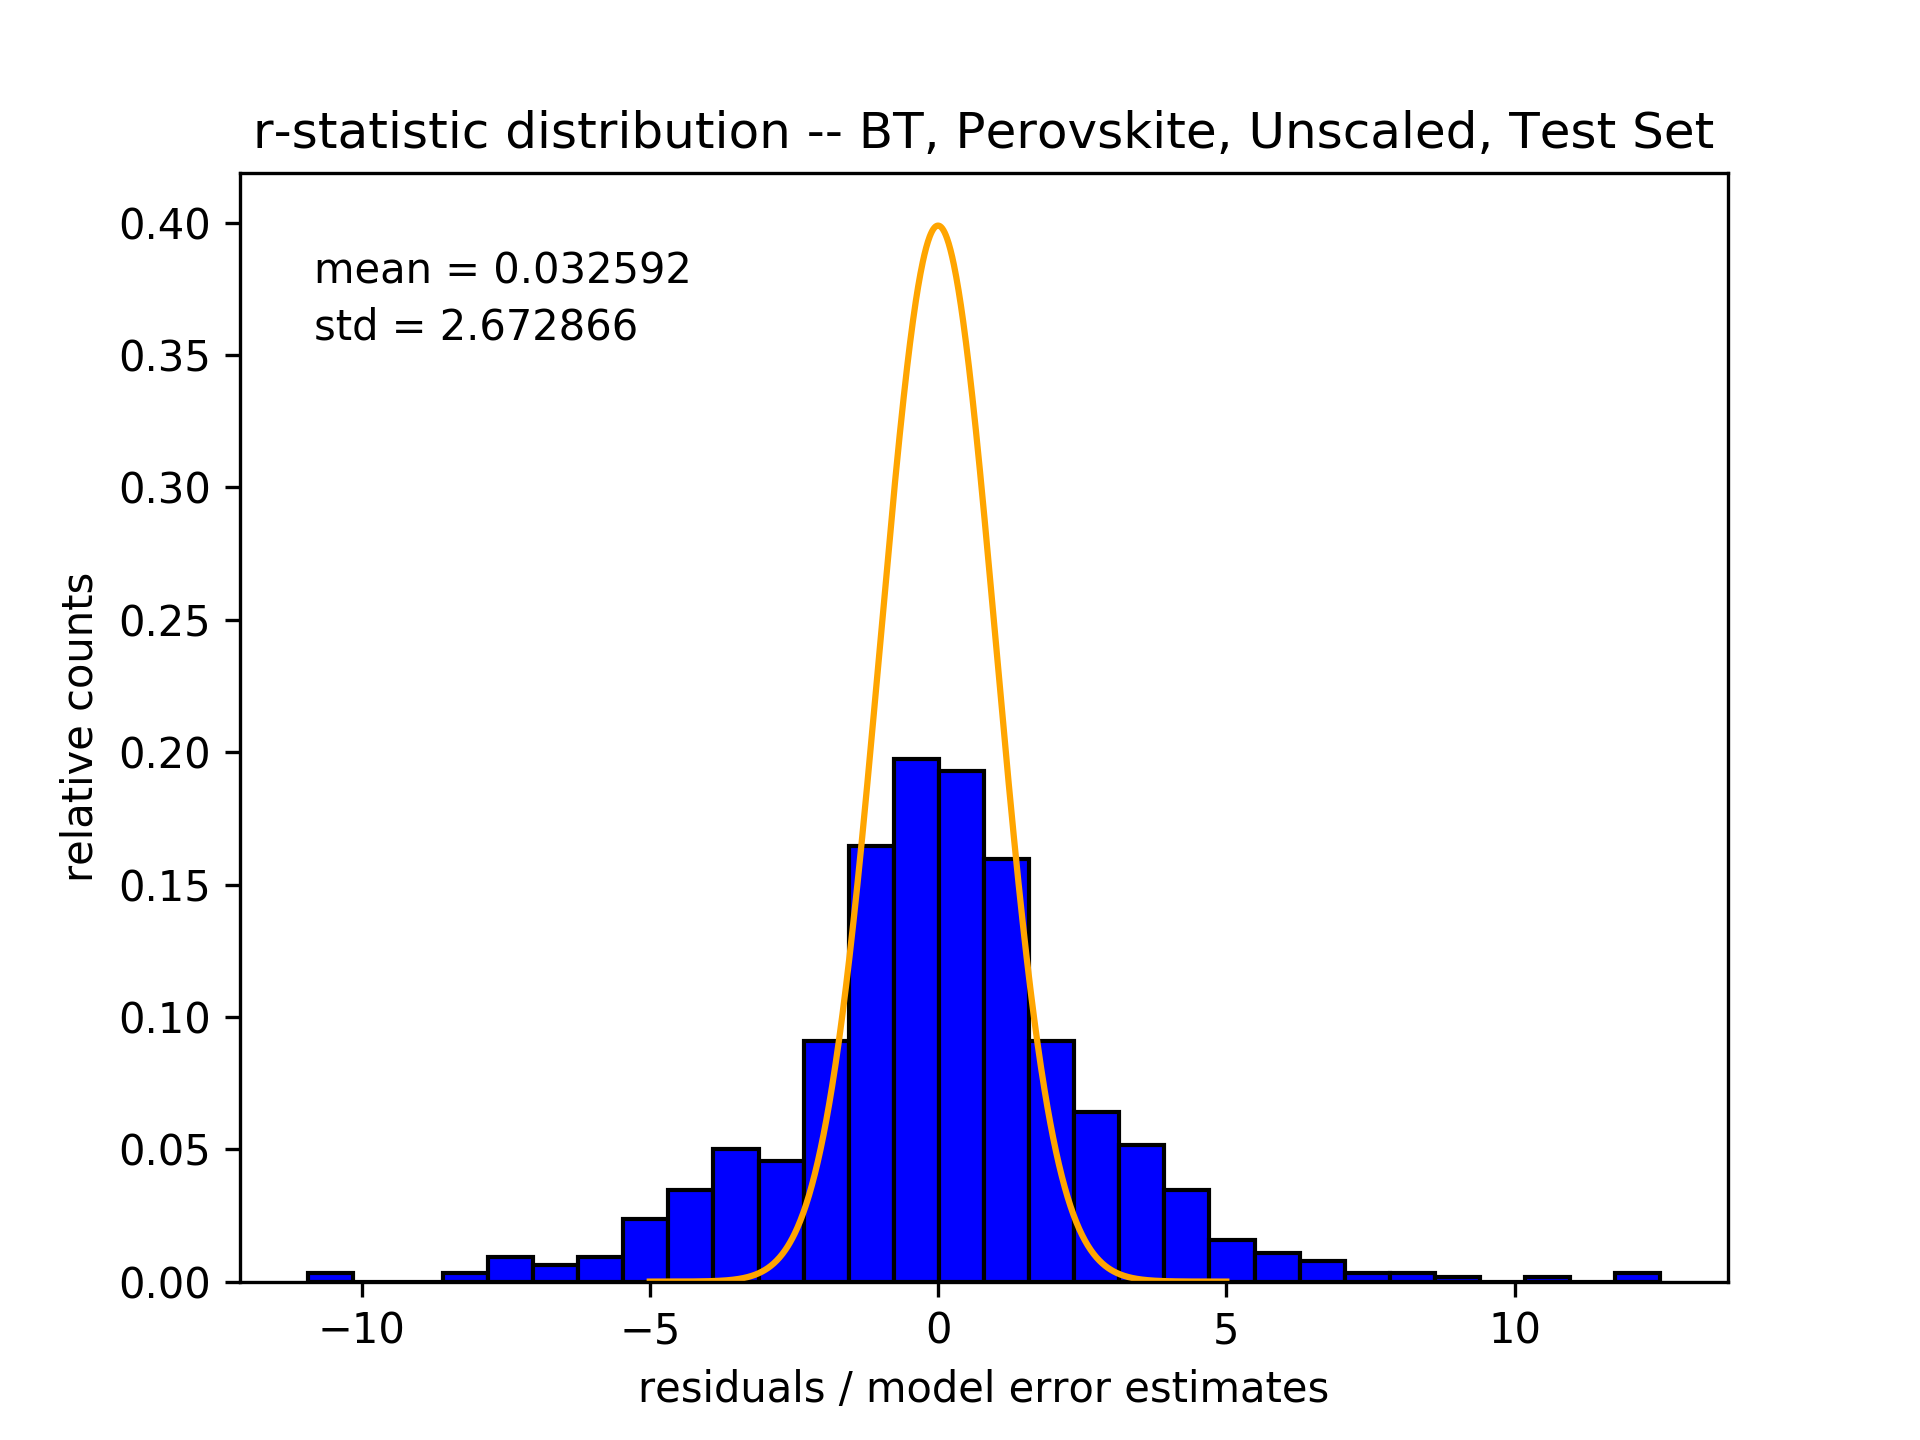 r-statistic distribution -- BT, Perovskite, Unscaled, Test Set
mean = 0.032592
std = 2.672866
relative counts
0.40
0.35
0.30
0.25
0.20
0.15
0.10
0.05
0.00
−10
−5
0
5
10
residuals / model error estimates